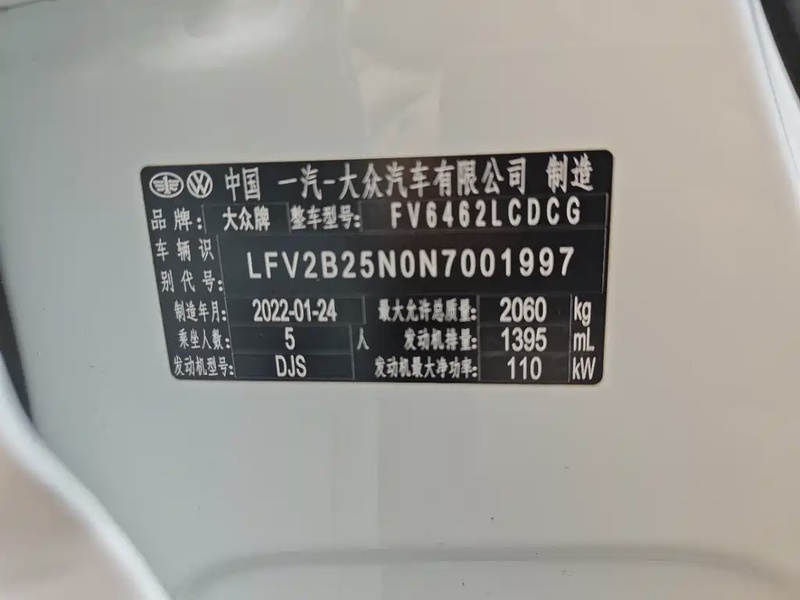 中国 一汽-大众汽车有限公司 制造
品牌: 大众牌 整车型号: FV6462LCDCG
车辆识别代号: LFV2B25N0N7001997
制造年月: 2022-01-24 最大允许总质量: 2060 kg
乘坐人数: 5 人 发动机排量: 1395 mL
发动机型号: DJS 发动机最大净功率: 110 kW